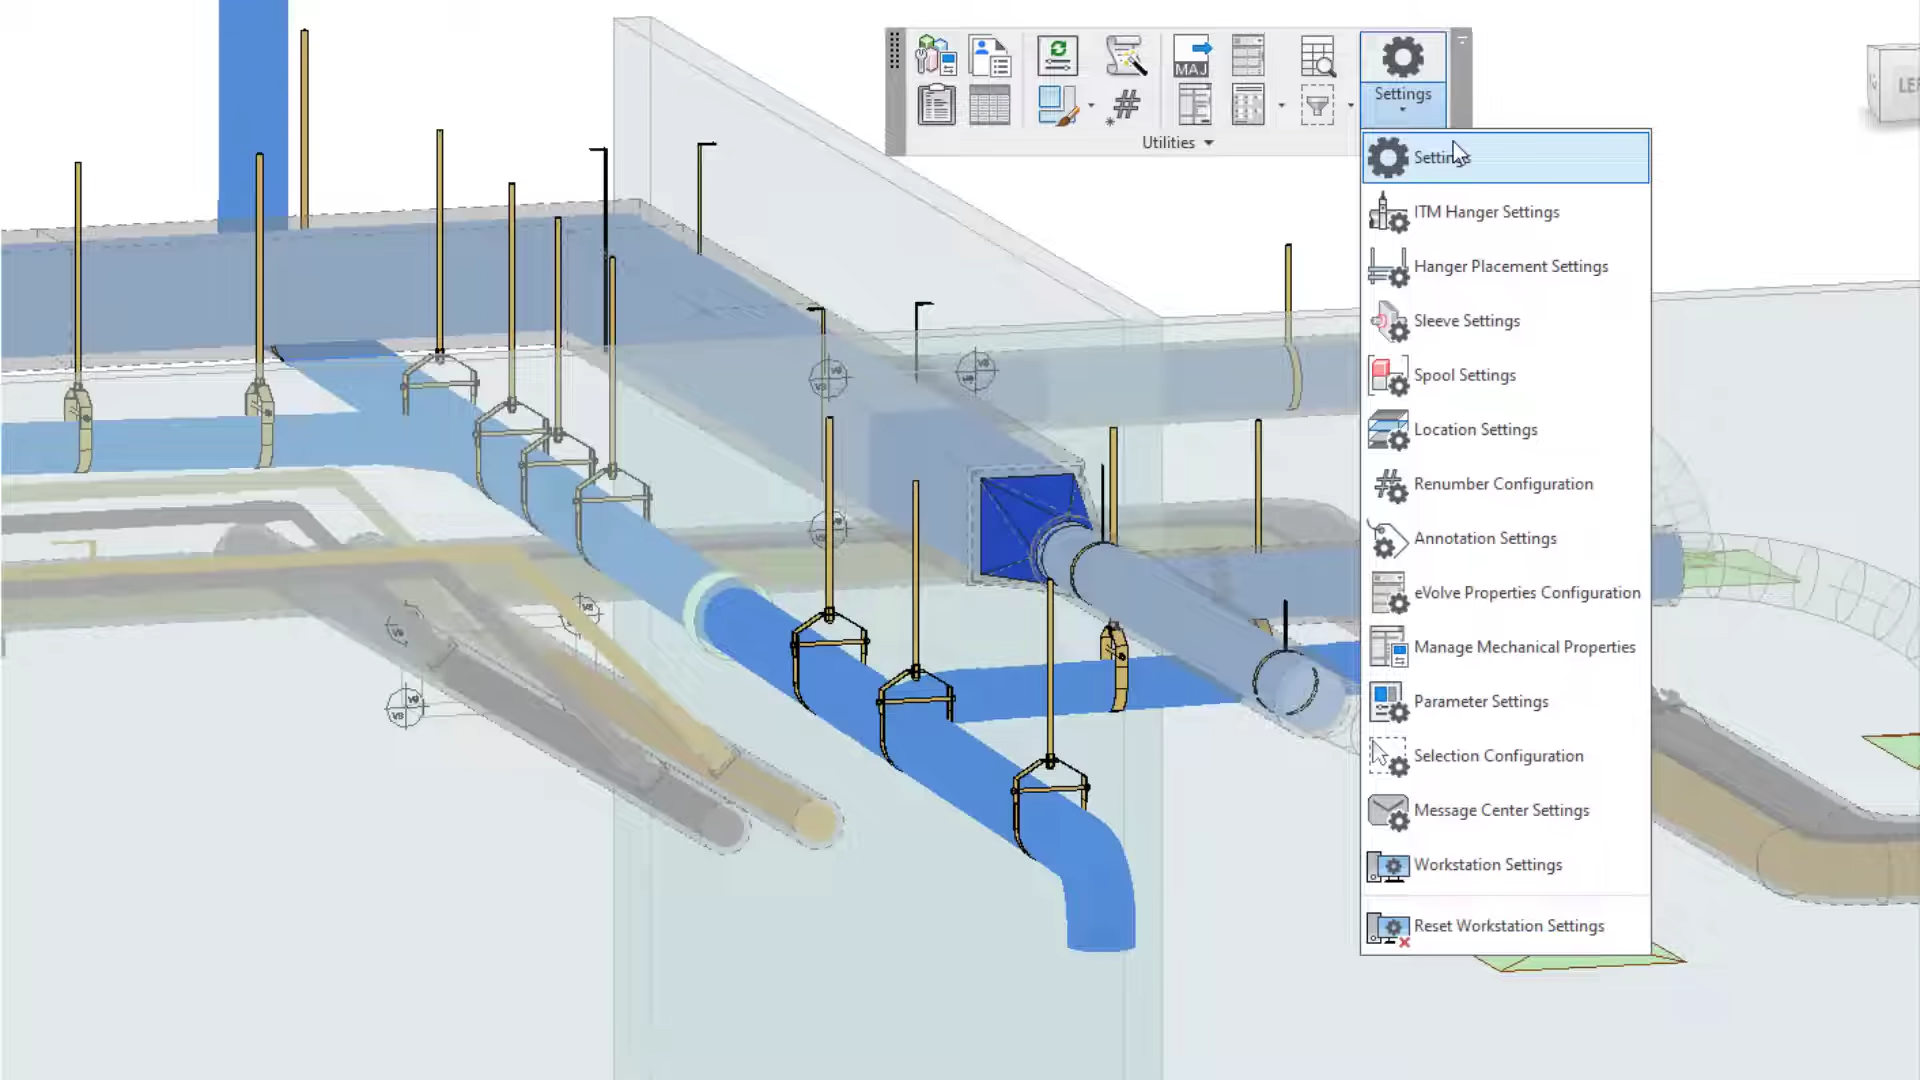 MAJ
Utilities
Settings
Settings
ITM Hanger Settings
Hanger Placement Settings
Sleeve Settings
Spool Settings
Location Settings
Renumber Configuration
Annotation Settings
eVolve Properties Configuration
Manage Mechanical Properties
Parameter Settings
Selection Configuration
Message Center Settings
Workstation Settings
Reset Workstation Settings